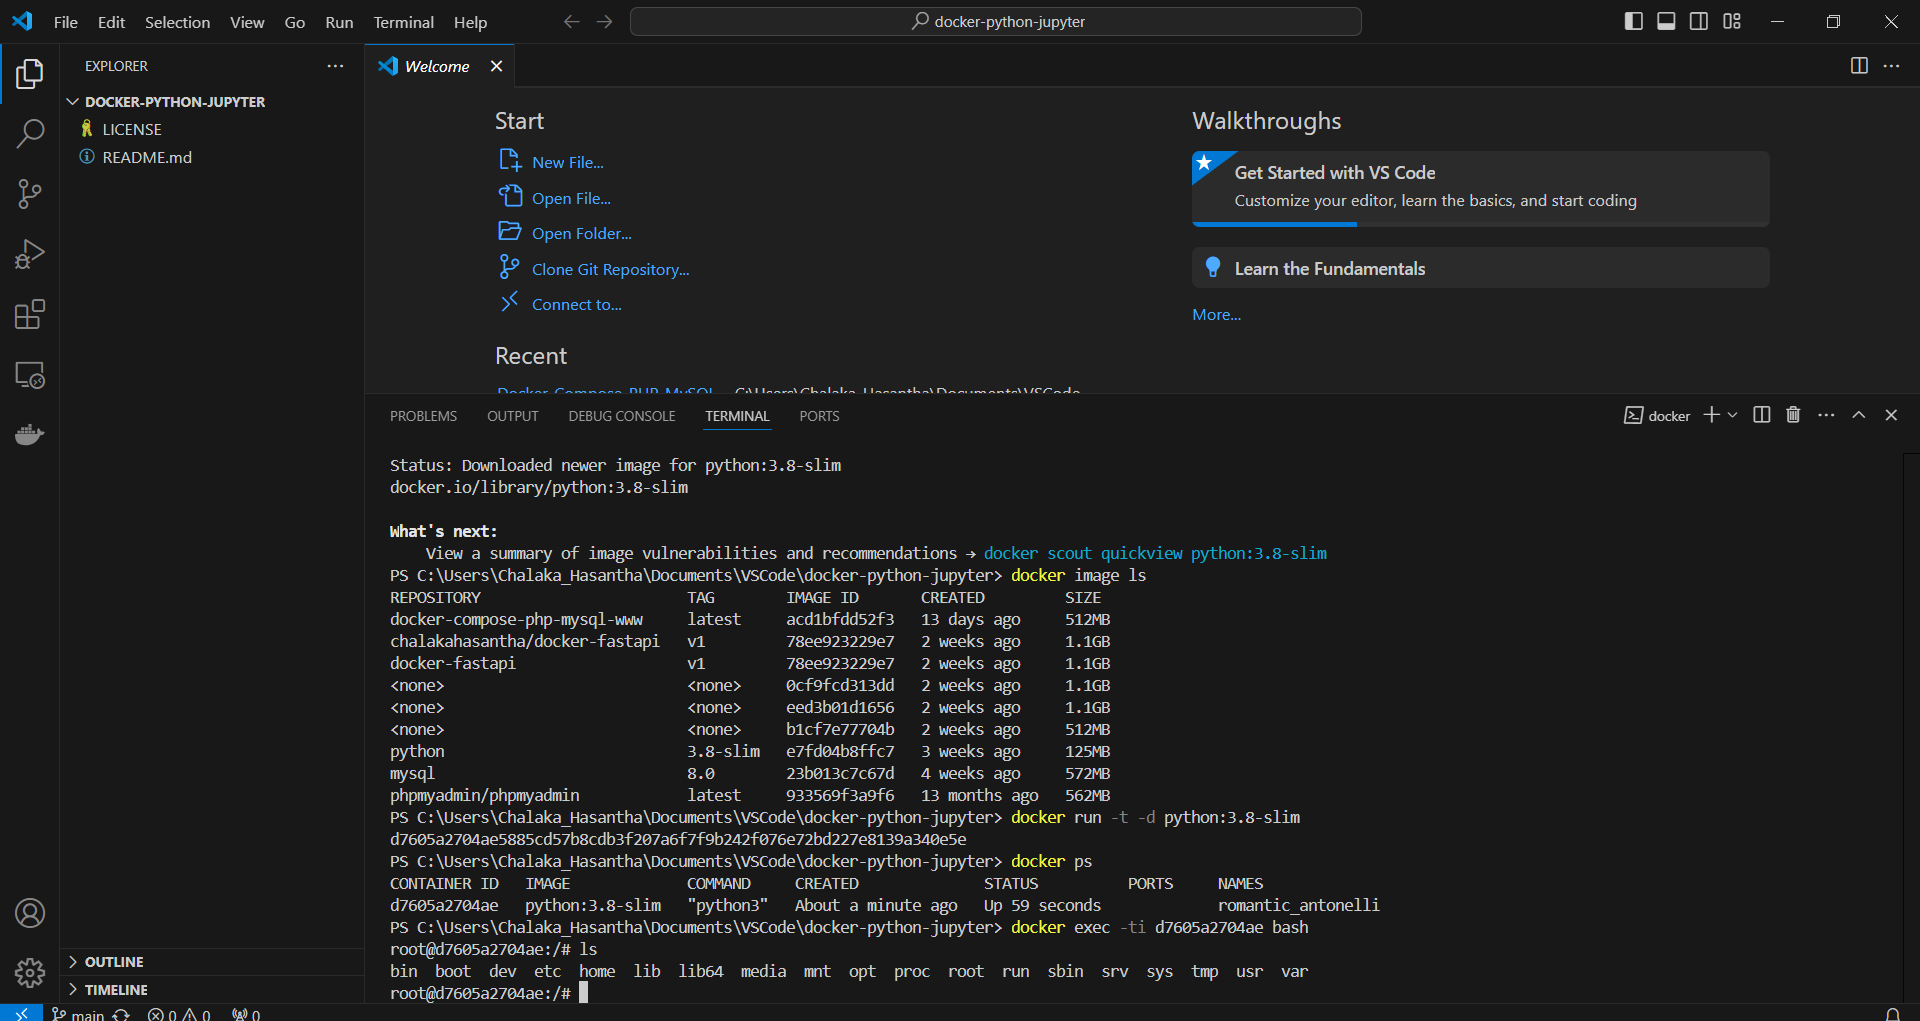 File Edit Selection View Go Run Terminal Help
docker-python-jupyter
EXPLORER
DOCKER-PYTHON-JUPYTER
LICENSE
README.md
OUTLINE
TIMELINE
Welcome
Start
New File...
Open File...
Open Folder...
Clone Git Repository...
Connect to...
Recent
Docker-Compose-PHP-MySQL C:\Users\Chalaka_Hasantha\Documents\VSCode
Walkthroughs
Get Started with VS Code
Customize your editor, learn the basics, and start coding
Learn the Fundamentals
More...
PROBLEMS OUTPUT DEBUG CONSOLE TERMINAL PORTS
docker
Status: Downloaded newer image for python:3.8-slim
docker.io/library/python:3.8-slim
What's next:
View a summary of image vulnerabilities and recommendations → docker scout quickview python:3.8-slim
PS C:\Users\Chalaka_Hasantha\Documents\VSCode\docker-python-jupyter> docker image ls
REPOSITORY TAG IMAGE ID CREATED SIZE
docker-compose-php-mysql-www latest acd1bfdd52f3 13 days ago 512MB
chalakahasantha/docker-fastapi v1 78ee923229e7 2 weeks ago 1.1GB
docker-fastapi v1 78ee923229e7 2 weeks ago 1.1GB
<none> <none> 0cf9fcd313dd 2 weeks ago 1.1GB
<none> <none> eed3b01d1656 2 weeks ago 1.1GB
<none> <none> b1cf7e77704b 2 weeks ago 512MB
python 3.8-slim e7fd04b8ffc7 3 weeks ago 125MB
mysql 8.0 23b013c7c67d 4 weeks ago 572MB
phpmyadmin/phpmyadmin latest 933569f3a9f6 13 months ago 562MB
PS C:\Users\Chalaka_Hasantha\Documents\VSCode\docker-python-jupyter> docker run -t -d python:3.8-slim
d7605a2704ae5885cd57b8cdb3f207a6f7f9b242f076e72bd227e8139a340e5e
PS C:\Users\Chalaka_Hasantha\Documents\VSCode\docker-python-jupyter> docker ps
CONTAINER ID IMAGE COMMAND CREATED STATUS PORTS NAMES
d7605a2704ae python:3.8-slim "python3" About a minute ago Up 59 seconds romantic_antonelli
PS C:\Users\Chalaka_Hasantha\Documents\VSCode\docker-python-jupyter> docker exec -ti d7605a2704ae bash
root@d7605a2704ae:/# ls
bin boot dev etc home lib lib64 media mnt opt proc root run sbin srv sys tmp usr var
root@d7605a2704ae:/#
main 0 0 0